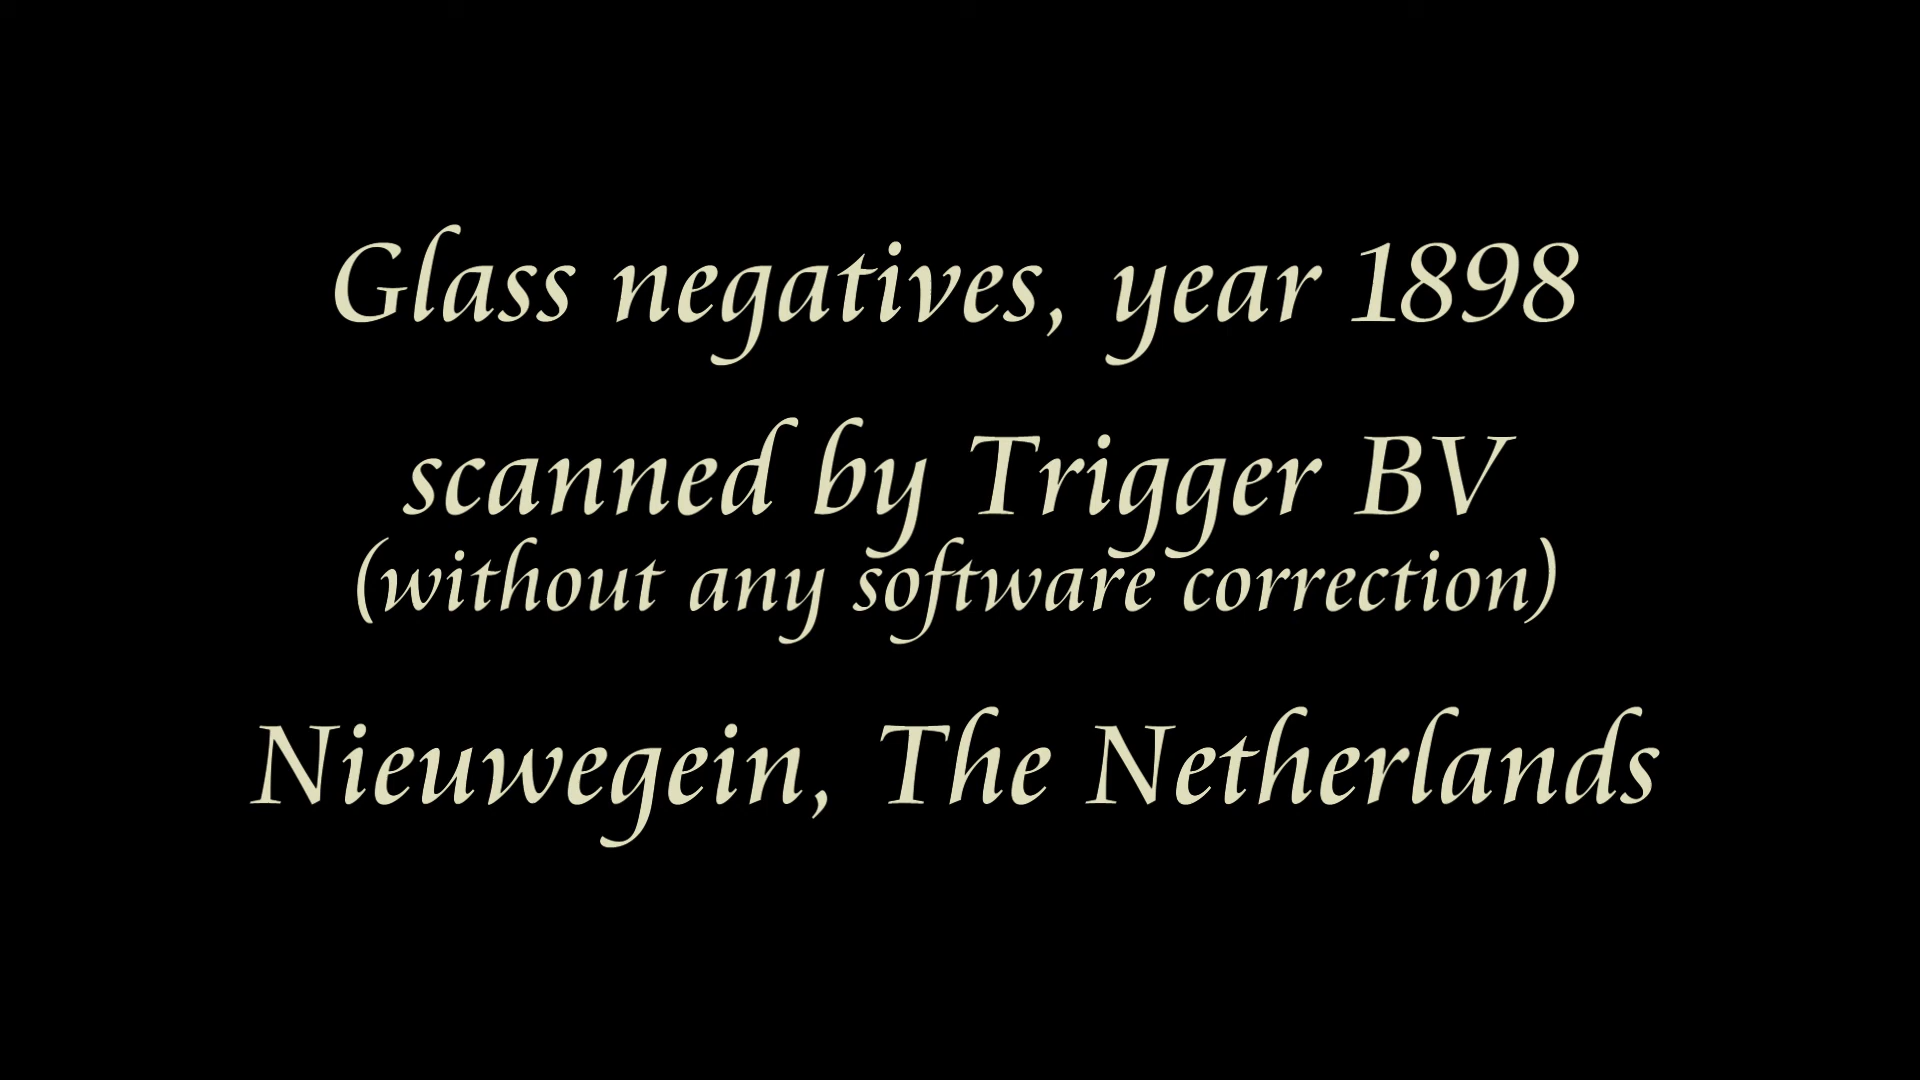 Glass negatives, year 1898
scanned by Trigger BV
(without any software correction)
Nieuwegein, The Netherlands